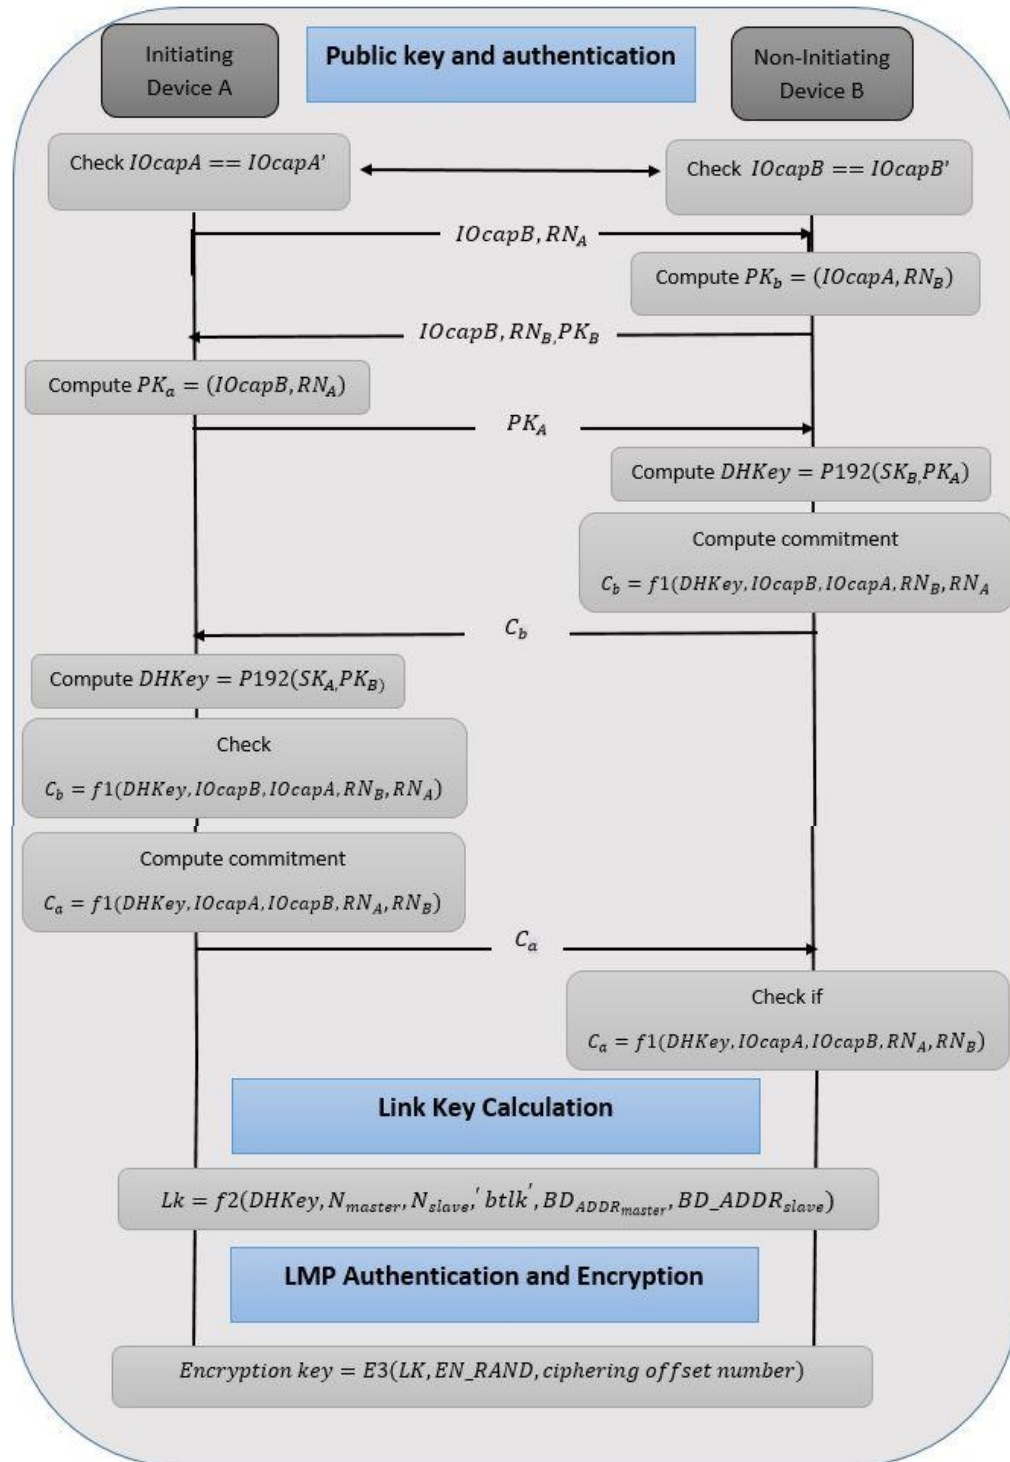 Initiating
Device A
Public key and authentication
Non-Initiating
Device B
Check IOcapA == IOcapA’
Check IOcapB == IOcapB’
IOcapB, RN_A
Compute PK_b = (IOcapA, RN_B)
IOcapB, RN_B, PK_B
Compute PK_a = (IOcapB, RN_A)
PK_A
Compute DHKey = P192(SK_B, PK_A)
Compute commitment
C_b = f1(DHKey, IOcapB, IOcapA, RN_B, RN_A
C_b
Compute DHKey = P192(SK_A, PK_B)
Check
C_b = f1(DHKey, IOcapB, IOcapA, RN_B, RN_A)
Compute commitment
C_a = f1(DHKey, IOcapA, IOcapB, RN_A, RN_B)
C_a
Check if
C_a = f1(DHKey, IOcapA, IOcapB, RN_A, RN_B)
Link Key Calculation
Lk = f2(DHKey, N_master, N_slave,' btlk', BD_ADDR_master, BD_ADDR_slave)
LMP Authentication and Encryption
Encryption key = E3(LK, EN_RAND, ciphering offset number)